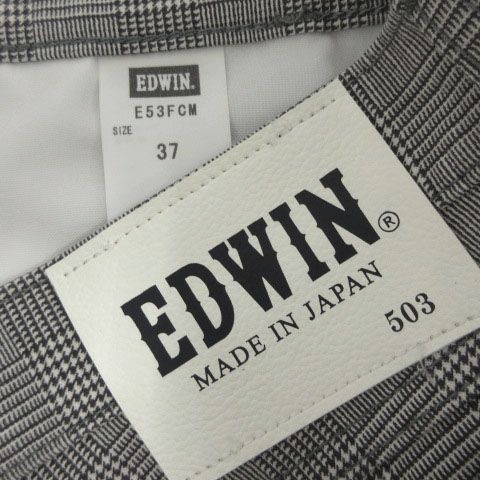 EDWIN.
E53FCM
SIZE
37
EDWIN®
MADE IN JAPAN
503